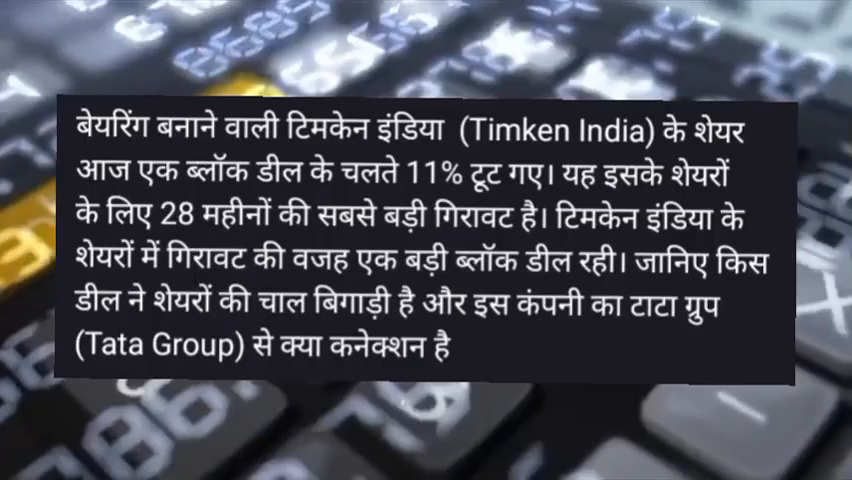 बेयरिंग बनाने वाली टिमकेन इंडिया (Timken India) के शेयर
आज एक ब्लॉक डील के चलते 11% टूट गए। यह इसके शेयरों
के लिए 28 महीनों की सबसे बड़ी गिरावट है। टिमकेन इंडिया के
शेयरों में गिरावट की वजह एक बड़ी ब्लॉक डील रही। जानिए किस
डील ने शेयरों की चाल बिगाड़ी है और इस कंपनी का टाटा ग्रुप
(Tata Group) से क्या कनेक्शन है